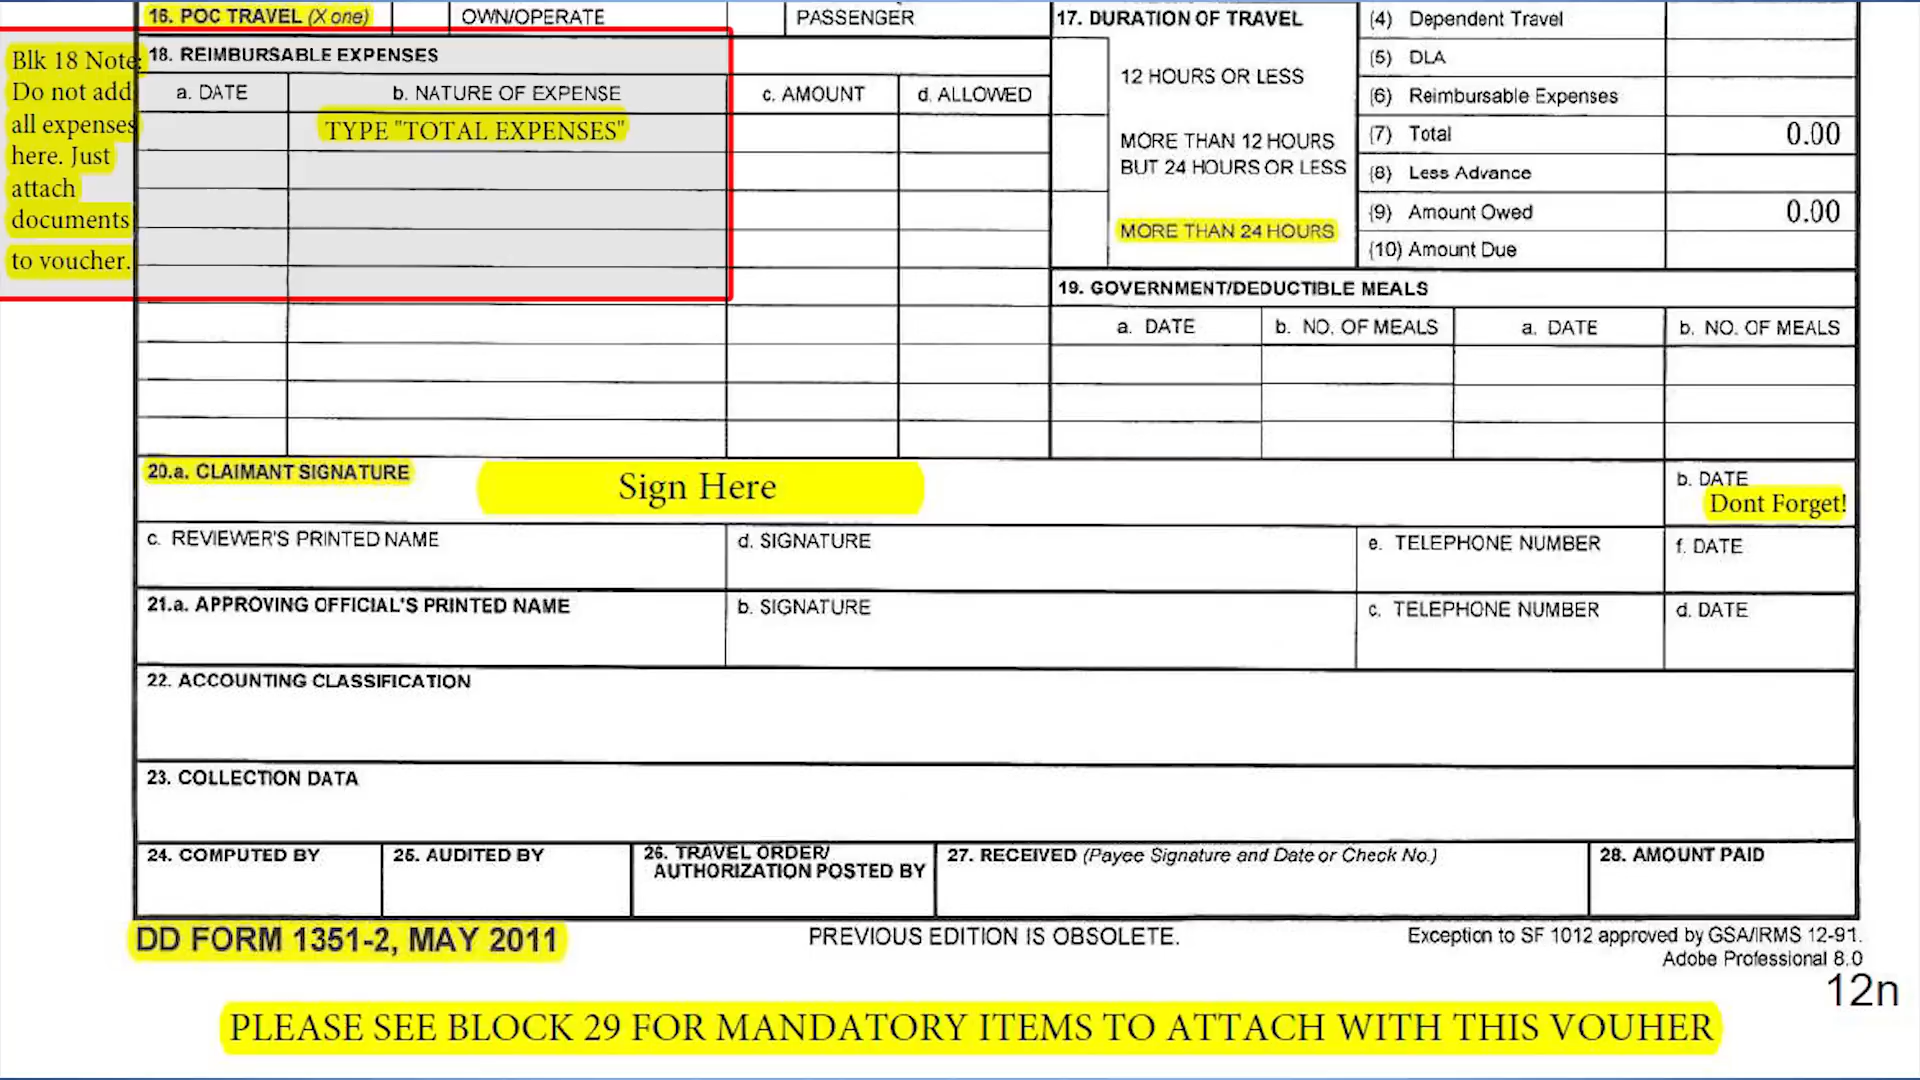 16. POC TRAVEL (X one) OWN/OPERATE PASSENGER
17. DURATION OF TRAVEL
12 HOURS OR LESS
MORE THAN 12 HOURS
BUT 24 HOURS OR LESS
MORE THAN 24 HOURS
(4) Dependent Travel
(5) DLA
(6) Reimbursable Expenses
(7) Total 0.00
(8) Less Advance
(9) Amount Owed 0.00
(10) Amount Due
Blk 18 Note:
Do not add
all expenses
here. Just
attach
documents
to voucher.
18. REIMBURSABLE EXPENSES
a. DATE b. NATURE OF EXPENSE c. AMOUNT d. ALLOWED
TYPE "TOTAL EXPENSES"
19. GOVERNMENT/DEDUCTIBLE MEALS
a. DATE b. NO. OF MEALS a. DATE b. NO. OF MEALS
20.a. CLAIMANT SIGNATURE Sign Here b. DATE
Dont Forget!
c. REVIEWER'S PRINTED NAME d. SIGNATURE e. TELEPHONE NUMBER f. DATE
21.a. APPROVING OFFICIAL'S PRINTED NAME b. SIGNATURE c. TELEPHONE NUMBER d. DATE
22. ACCOUNTING CLASSIFICATION
23. COLLECTION DATA
24. COMPUTED BY 25. AUDITED BY 26. TRAVEL ORDER/
AUTHORIZATION POSTED BY
27. RECEIVED (Payee Signature and Date or Check No.) 28. AMOUNT PAID
DD FORM 1351-2, MAY 2011 PREVIOUS EDITION IS OBSOLETE. Exception to SF 1012 approved by GSA/IRMS 12-91.
Adobe Professional 8.0
12n
PLEASE SEE BLOCK 29 FOR MANDATORY ITEMS TO ATTACH WITH THIS VOUHER